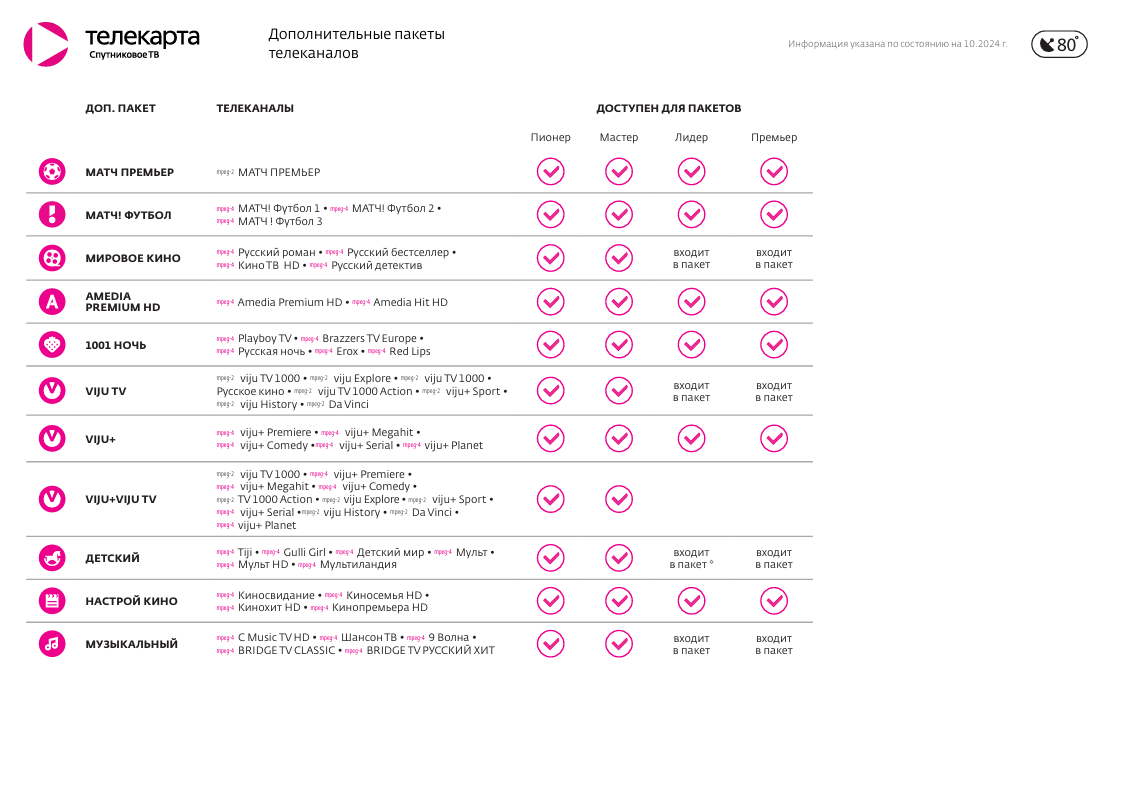 телекарта
Спутниковое ТВ
Дополнительные пакеты
телеканалов
Информация указана по состоянию на 10.2024 г.
80°
ДОП. ПАКЕТ
ТЕЛЕКАНАЛЫ
ДОСТУПЕН ДЛЯ ПАКЕТОВ
Пионер Мастер Лидер Премьер
МАТЧ ПРЕМЬЕР
mpeg-2 МАТЧ ПРЕМЬЕР
МАТЧ! ФУТБОЛ
mpeg-4 МАТЧ! Футбол 1 • mpeg-4 МАТЧ! Футбол 2 •
mpeg-4 МАТЧ ! Футбол 3
МИРОВОЕ КИНО
mpeg-4 Русский роман • mpeg-4 Русский бестселлер •
mpeg-4 Кино ТВ HD • mpeg-4 Русский детектив
входит
в пакет
входит
в пакет
AMEDIA
PREMIUM HD
mpeg-4 Amedia Premium HD • mpeg-4 Amedia Hit HD
1001 НОЧЬ
mpeg-4 Playboy TV • mpeg-4 Brazzers TV Europe •
mpeg-4 Русская ночь • mpeg-4 Erox • mpeg-4 Red Lips
VIJU TV
mpeg-2 viju TV 1000 • mpeg-2 viju Explore • mpeg-2 viju TV 1000 •
Русское кино • mpeg-2 viju TV 1000 Action • mpeg-2 viju+ Sport •
mpeg-2 viju History • mpeg-2 Da Vinci
входит
в пакет
входит
в пакет
VIJU+
mpeg-4 viju+ Premiere • mpeg-4 viju+ Megahit •
mpeg-4 viju+ Comedy • mpeg-4 viju+ Serial • mpeg-4 viju+ Planet
VIJU+VIJU TV
mpeg-2 viju TV 1000 • mpeg-4 viju+ Premiere •
mpeg-4 viju+ Megahit • mpeg-4 viju+ Comedy •
mpeg-2 TV 1000 Action • mpeg-2 viju Explore • mpeg-2 viju+ Sport •
mpeg-4 viju+ Serial • mpeg-2 viju History • mpeg-2 Da Vinci •
mpeg-4 viju+ Planet
ДЕТСКИЙ
mpeg-4 Tiji • mpeg-4 Gulli Girl • mpeg-4 Детский мир • mpeg-4 Мульт •
mpeg-4 Мульт HD • mpeg-4 Мультиландия
входит
в пакет °
входит
в пакет
НАСТРОЙ КИНО
mpeg-4 Киносвидание • mpeg-4 Киносемья HD •
mpeg-4 Кинохит HD • mpeg-4 Кинопремьера HD
МУЗЫКАЛЬНЫЙ
mpeg-4 C Music TV HD • mpeg-4 Шансон ТВ • mpeg-4 9 Волна •
mpeg-4 BRIDGE TV CLASSIC • mpeg-4 BRIDGE TV РУССКИЙ ХИТ
входит
в пакет
входит
в пакет